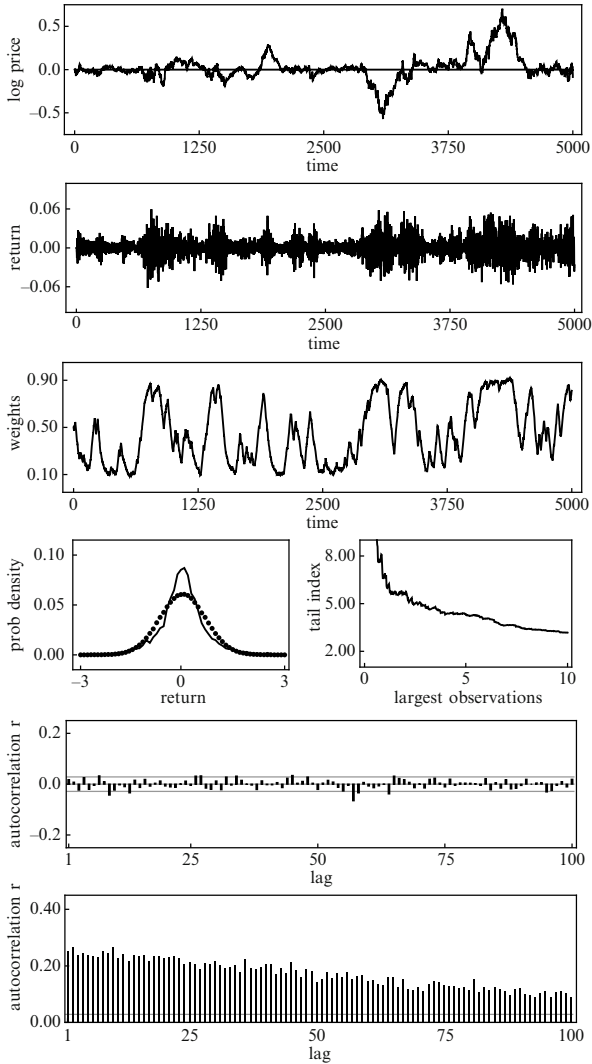 0.5
0.0
−0.5
log price
0 1250 2500 3750 5000
time
0.06
0.00
−0.06
return
0 1250 2500 3750 5000
time
0.90
0.50
0.10
weights
0 1250 2500 3750 5000
time
0.10
0.05
0.00
prob density
−3 0 3
return
8.00
5.00
2.00
tail index
0 5 10
largest observations
0.2
0.0
−0.2
autocorrelation r
1 25 50 75 100
lag
0.40
0.20
0.00
autocorrelation r
1 25 50 75 100
lag